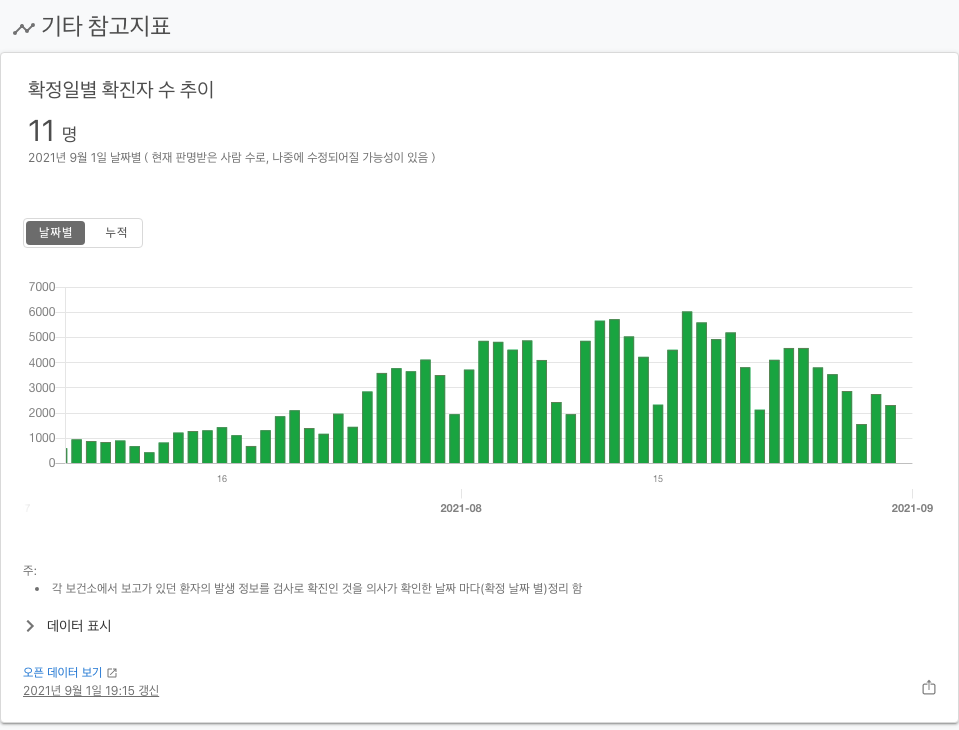 기타 참고지표
확정일별 확진자 수 추이
11 명
2021년 9월 1일 날짜별 ( 현재 판명받은 사람 수로, 나중에 수정되어질 가능성이 있음 )
날짜별 누적
7000
6000
5000
4000
3000
2000
1000
0
16 15
7 2021-08 2021-09
주:
• 각 보건소에서 보고가 있던 환자의 발생 정보를 검사로 확진인 것을 의사가 확인한 날짜 마다(확정 날짜 별)정리 함
데이터 표시
오픈 데이터 보기
2021년 9월 1일 19:15 갱신